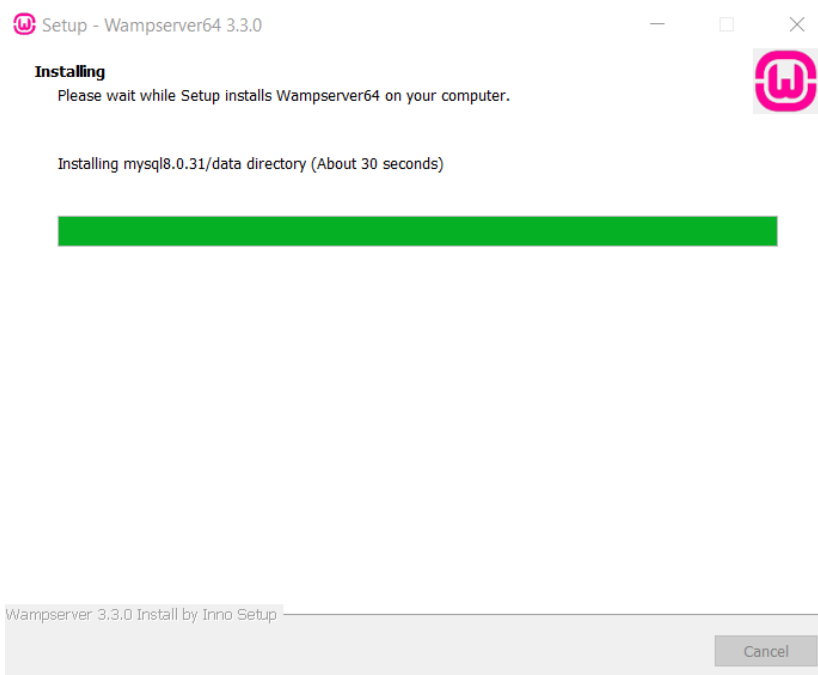 Setup - Wampserver64 3.3.0
Installing
Please wait while Setup installs Wampserver64 on your computer.
Installing mysql8.0.31/data directory (About 30 seconds)
Wampserver 3.3.0 Install by Inno Setup
Cancel